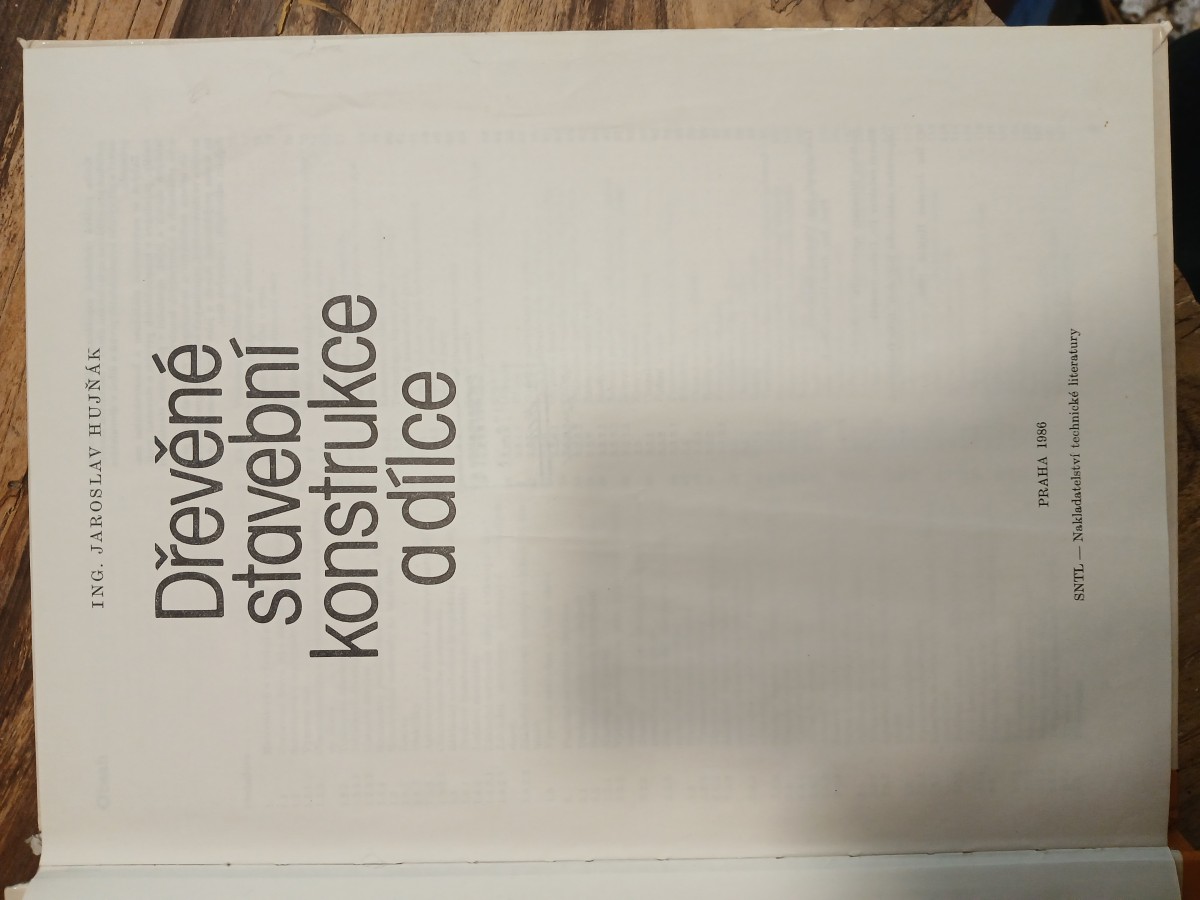 ING. JAROSLAV HUJŇÁK
Dřevěné
stavební
konstrukce
a dílce
PRAHA 1986
SNTL — Nakladatelství technické literatury